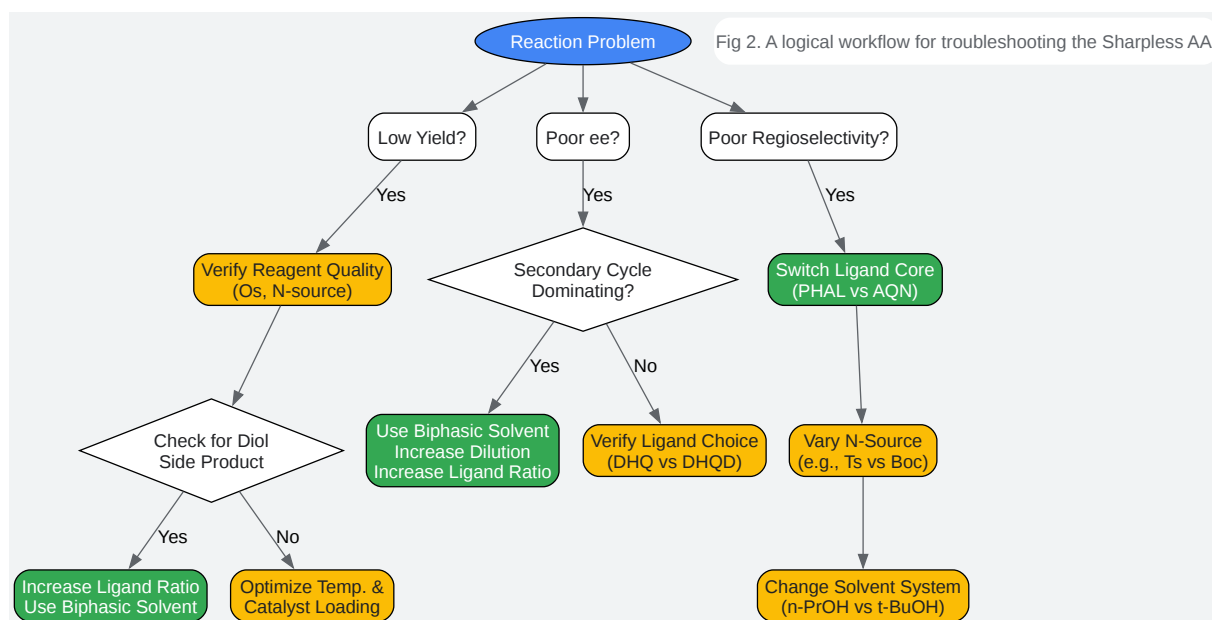 Reaction Problem
Fig 2. A logical workflow for troubleshooting the Sharpless AA
Low Yield?
Poor ee?
Poor Regioselectivity?
Yes
Yes
Yes
Verify Reagent Quality
(Os, N-source)
Secondary Cycle
Dominating?
Switch Ligand Core
(PHAL vs AQN)
Yes
No
Check for Diol
Side Product
Use Biphasic Solvent
Increase Dilution
Increase Ligand Ratio
Verify Ligand Choice
(DHQ vs DHQD)
Vary N-Source
(e.g., Ts vs Boc)
Yes
No
Increase Ligand Ratio
Use Biphasic Solvent
Optimize Temp. &
Catalyst Loading
Change Solvent System
(n-PrOH vs t-BuOH)